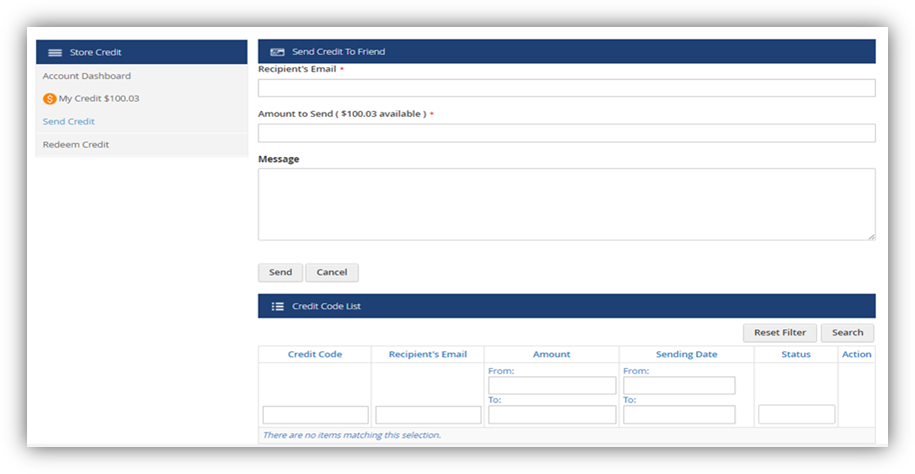 Store Credit
Account Dashboard
$ My Credit $100.03
Send Credit
Redeem Credit
Send Credit To Friend
Recipient's Email *
Amount to Send ( $100.03 available ) *
Message
Send Cancel
Credit Code List
Reset Filter Search
Credit Code Recipient's Email Amount Sending Date Status Action
From: From:
To: To:
There are no items matching this selection.